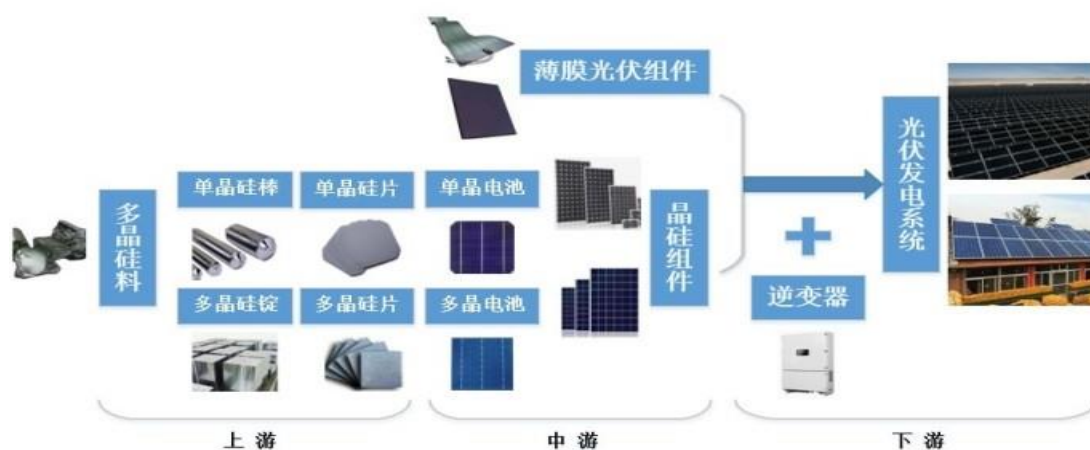 薄膜光伏组件
光伏发电系统
多晶硅料
单晶硅棒
单晶硅片
单晶电池
晶硅组件
多晶硅锭
多晶硅片
多晶电池
逆变器
上 游
中 游
下 游